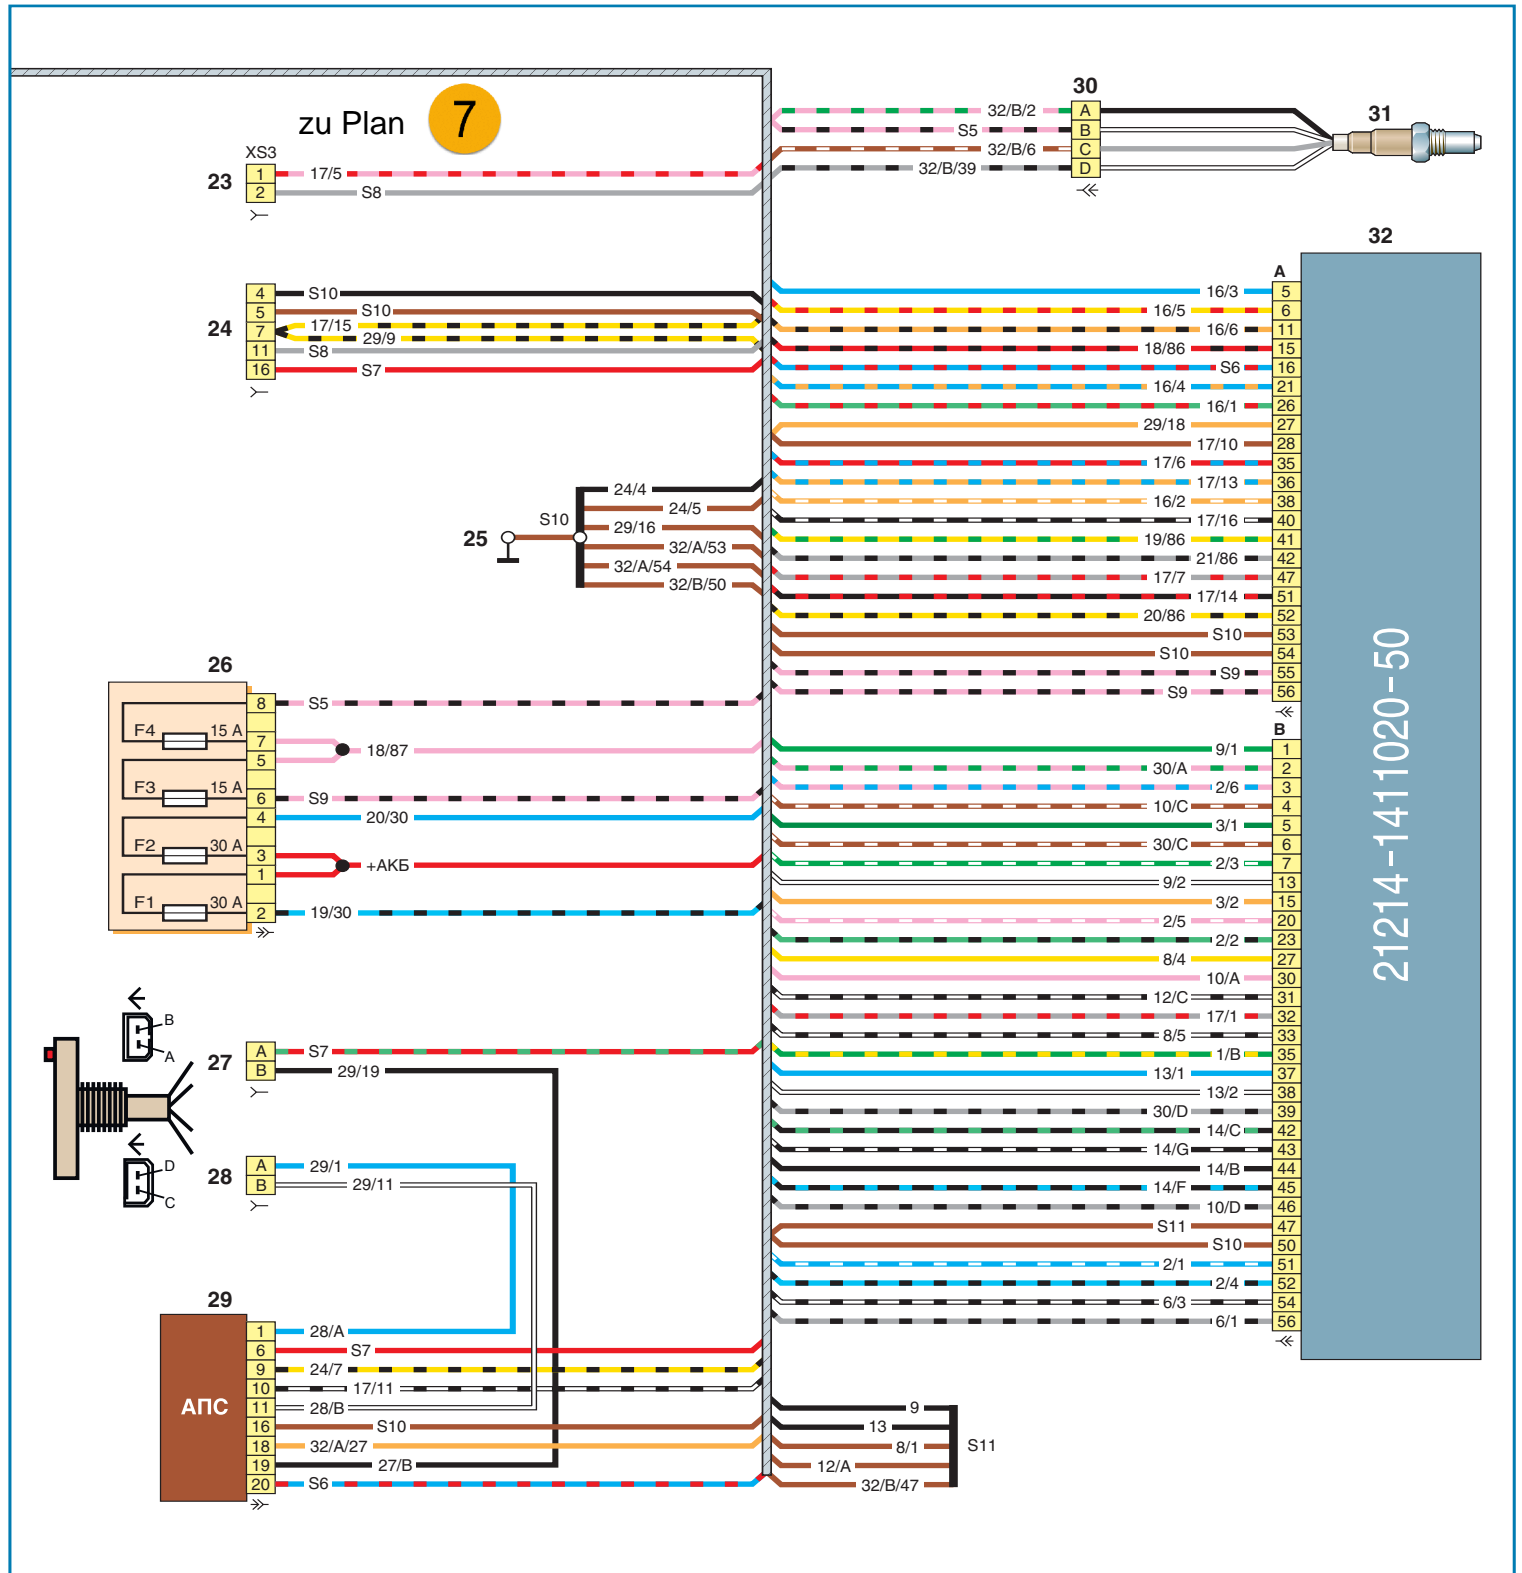 zu Plan 7
XS3
23
1 17/5
2 S8
24
4 S10
5 S10
7 17/15
29/9
11 S8
16 S7
25
S10
24/4
24/5
29/16
32/A/53
32/A/54
32/B/50
26
8 S5
F4 15 A
7
18/87
5
F3 15 A
6 S9
4 20/30
F2 30 A
3
+АКБ
1
F1 30 A
2 19/30
B
A
27
A S7
B 29/19
D
C
28
A 29/1
B 29/11
29
АПС
1 28/A
6 S7
9 24/7
10 17/11
11 28/B
16 S10
18 32/A/27
19 27/B
20 S6
30
32/B/2 A
S5 B
32/B/6 C
32/B/39 D
31
32
21214-1411020-50
A
16/3 5
16/5 6
16/6 11
18/86 15
S6 16
16/4 21
16/1 26
29/18 27
17/10 28
17/6 35
17/13 36
16/2 38
17/16 40
19/86 41
21/86 42
17/7 47
17/14 51
20/86 52
S10 53
S10 54
S9 55
S9 56
B
9/1 1
30/A 2
2/6 3
10/C 4
3/1 5
30/C 6
2/3 7
9/2 13
3/2 15
2/5 20
2/2 23
8/4 27
10/A 30
12/C 31
17/1 32
8/5 33
1/B 35
13/1 37
13/2 38
30/D 39
14/C 42
14/G 43
14/B 44
14/F 45
10/D 46
S11 47
S10 50
2/1 51
2/4 52
6/3 54
6/1 56
9
13
8/1
12/A
32/B/47
S11